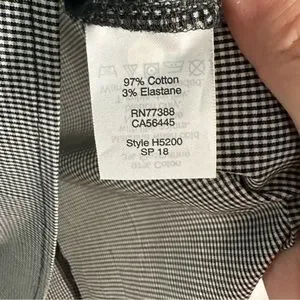 97% Cotton
3% Elastane
RN77388
CA56445
Style H5200
SP 18